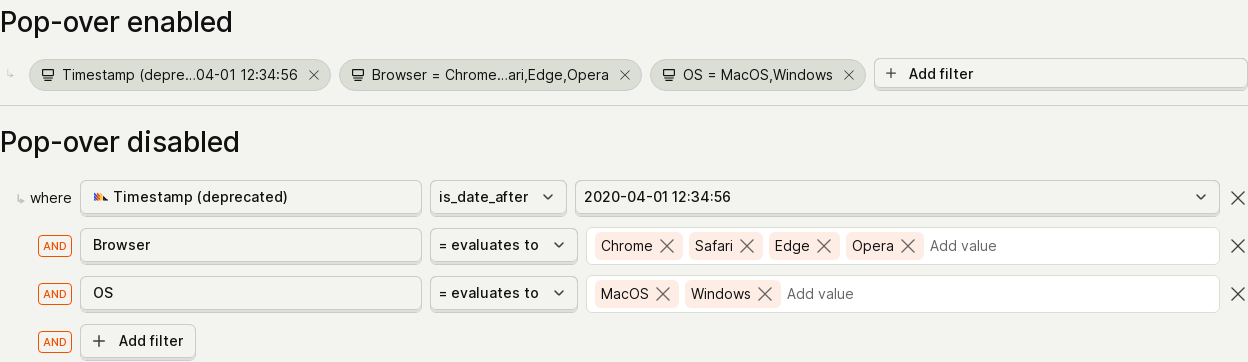 Pop-over enabled
Timestamp (depre...04-01 12:34:56 Browser = Chrome...ari,Edge,Opera OS = MacOS,Windows Add filter
Pop-over disabled
where Timestamp (deprecated) is_date_after 2020-04-01 12:34:56
AND Browser = evaluates to Chrome Safari Edge Opera Add value
AND OS = evaluates to MacOS Windows Add value
AND Add filter